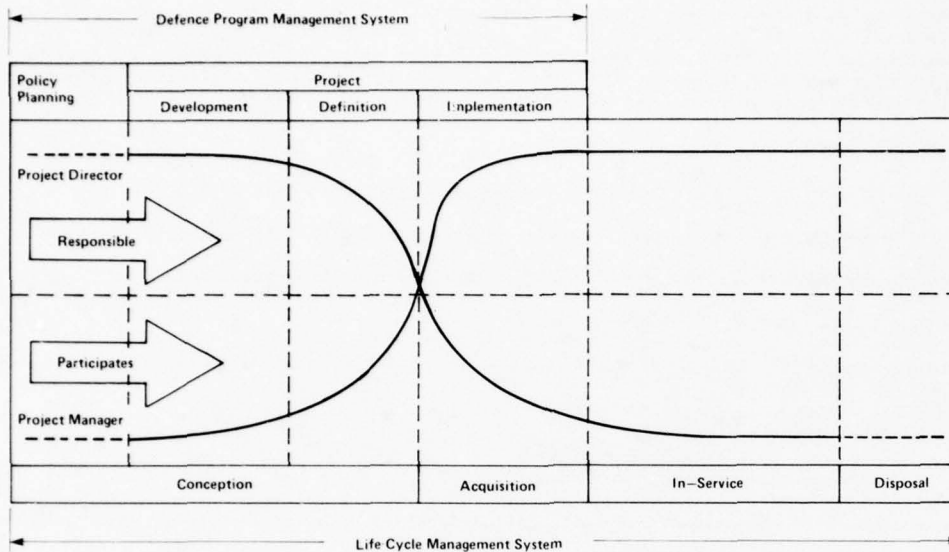 Defence Program Management System
Policy
Planning
Project
Development
Definition
Implementation
Project Director
Responsible
Participates
Project Manager
Conception
Acquisition
In-Service
Disposal
Life Cycle Management System